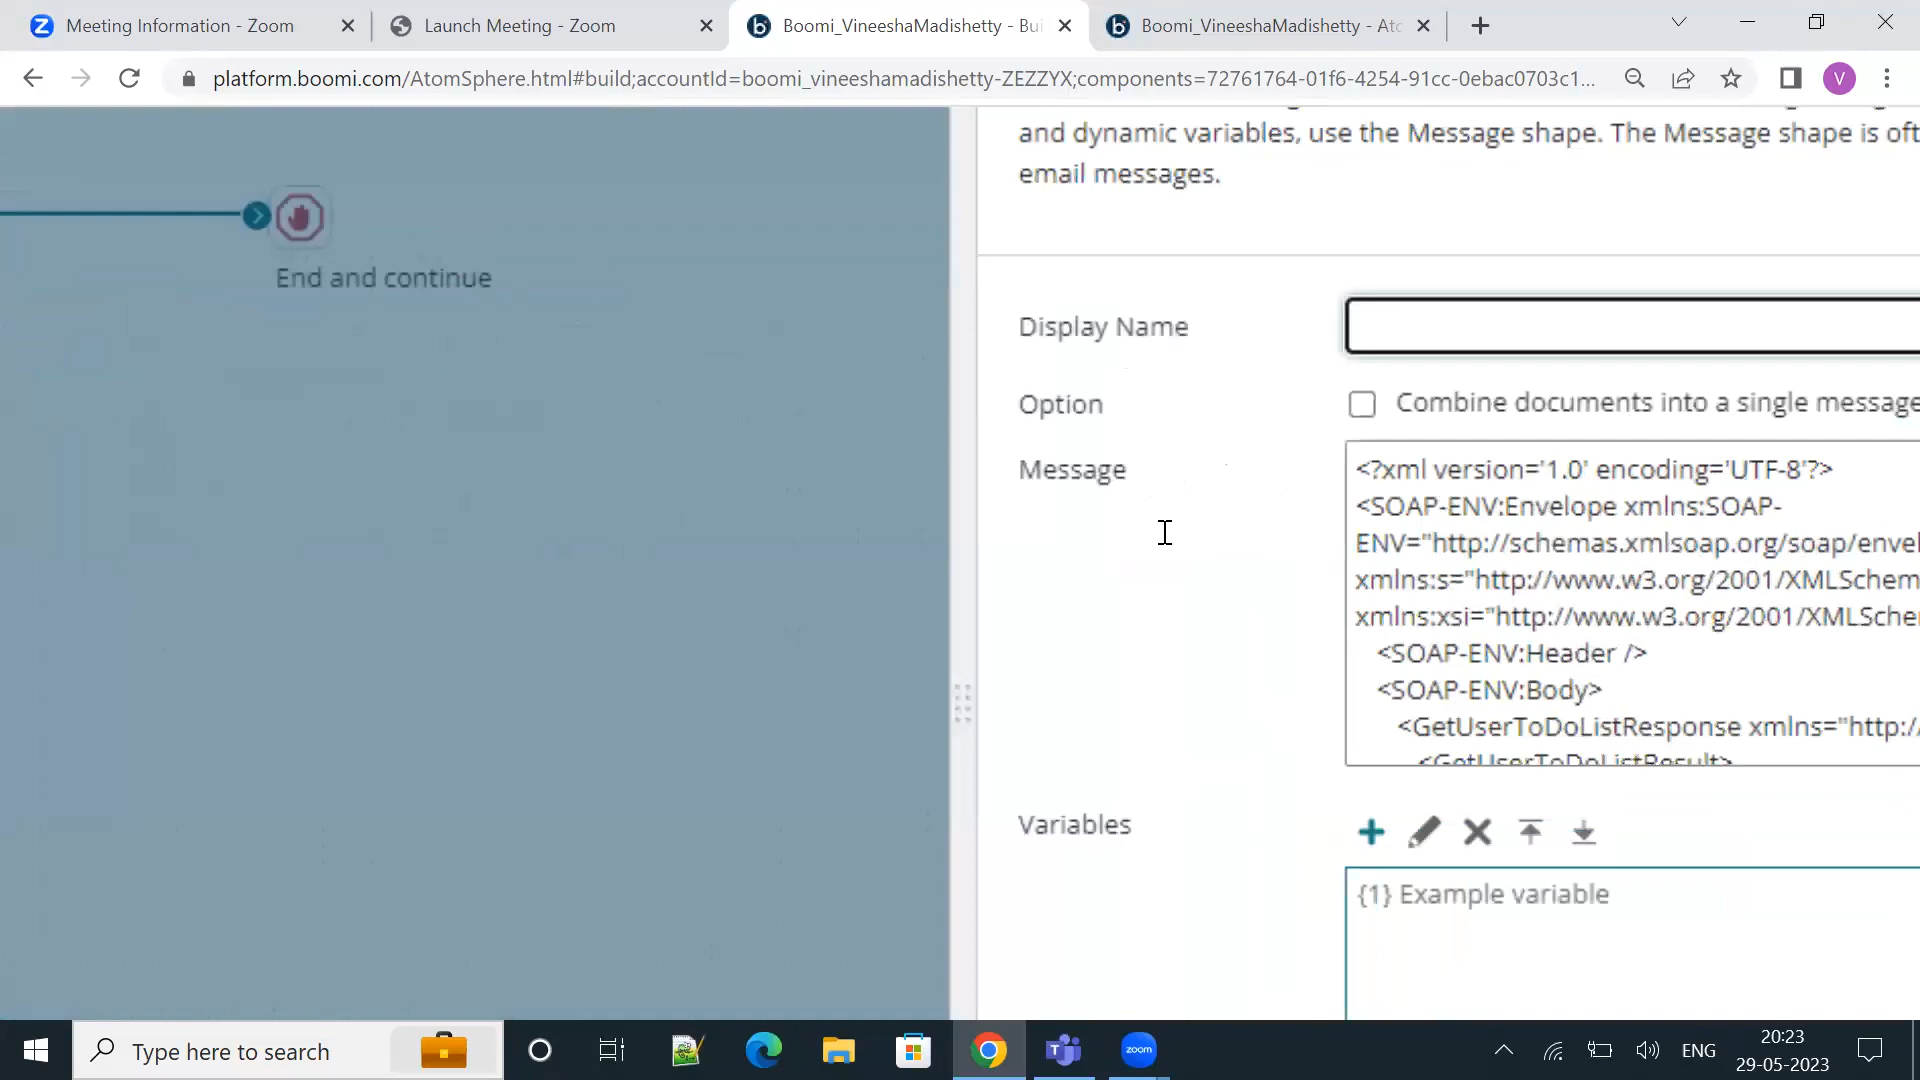 Meeting Information - Zoom
Launch Meeting - Zoom
Boomi_VineeshaMadishetty - Bui
Boomi_VineeshaMadishetty - Ato
platform.boomi.com/AtomSphere.html#build;accountId=boomi_vineeshamadishetty-ZEZZYX;components=72761764-01f6-4254-91cc-0ebac0703c1...
V
and dynamic variables, use the Message shape. The Message shape is oft
email messages.
End and continue
Display Name
Option
Combine documents into a single message
Message
<?xml version='1.0' encoding='UTF-8'?>
<SOAP-ENV:Envelope xmlns:SOAP-
ENV="http://schemas.xmlsoap.org/soap/envel
xmlns:s="http://www.w3.org/2001/XMLSchem
xmlns:xsi="http://www.w3.org/2001/XMLSche
<SOAP-ENV:Header />
<SOAP-ENV:Body>
<GetUserToDoListResponse xmlns="http:/
<GetUserToDoListResult>
Variables
{1} Example variable
Type here to search
zoom
ENG
20:23
29-05-2023